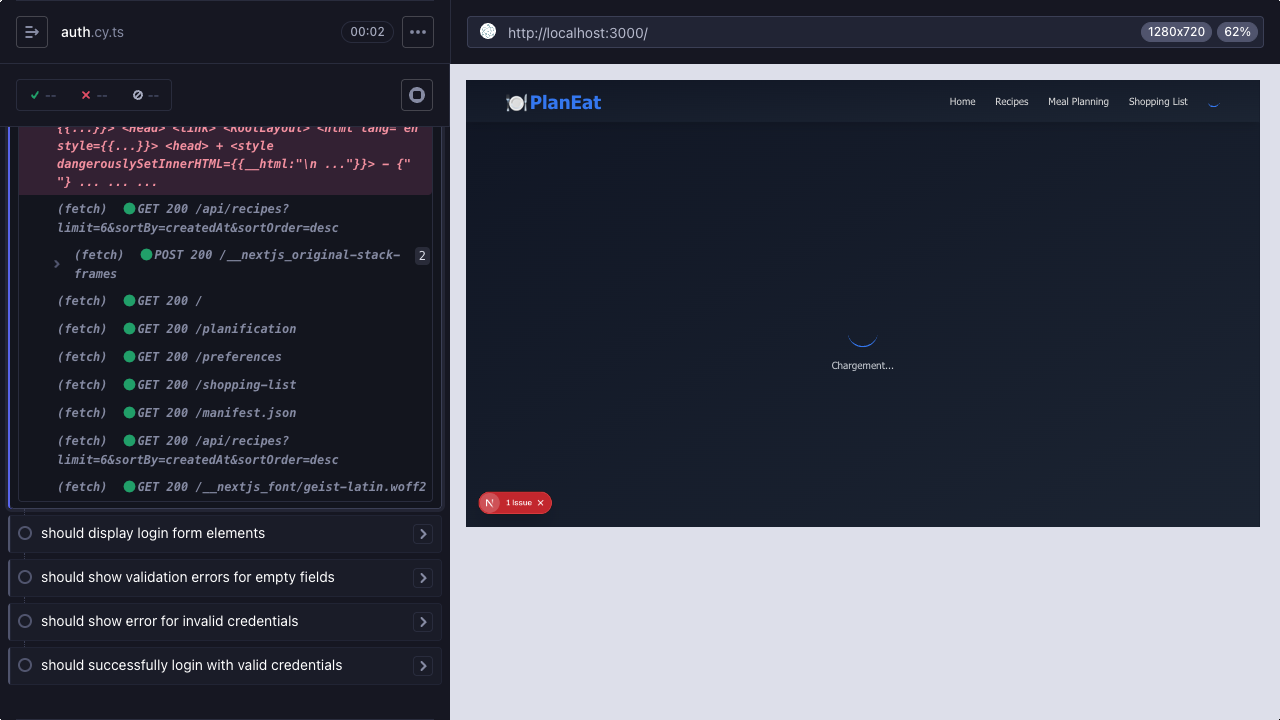 auth.cy.ts
00:02
http://localhost:3000/
1280x720
62%
--
--
--
{{...}}> <head> <link> <RootLayout> <html lang="en"
style={{...}}> <head> + <style
dangerouslySetInnerHTML={{__html:"\n ..."}}> - {"
"} ... ... ...
(fetch) GET 200 /api/recipes?
limit=6&sortBy=createdAt&sortOrder=desc
(fetch) POST 200 /__nextjs_original-stack-
frames
2
(fetch) GET 200 /
(fetch) GET 200 /planification
(fetch) GET 200 /preferences
(fetch) GET 200 /shopping-list
(fetch) GET 200 /manifest.json
(fetch) GET 200 /api/recipes?
limit=6&sortBy=createdAt&sortOrder=desc
(fetch) GET 200 /__nextjs_font/geist-latin.woff2
should display login form elements
should show validation errors for empty fields
should show error for invalid credentials
should successfully login with valid credentials
PlanEat
Home
Recipes
Meal Planning
Shopping List
Chargement...
N
1 Issue